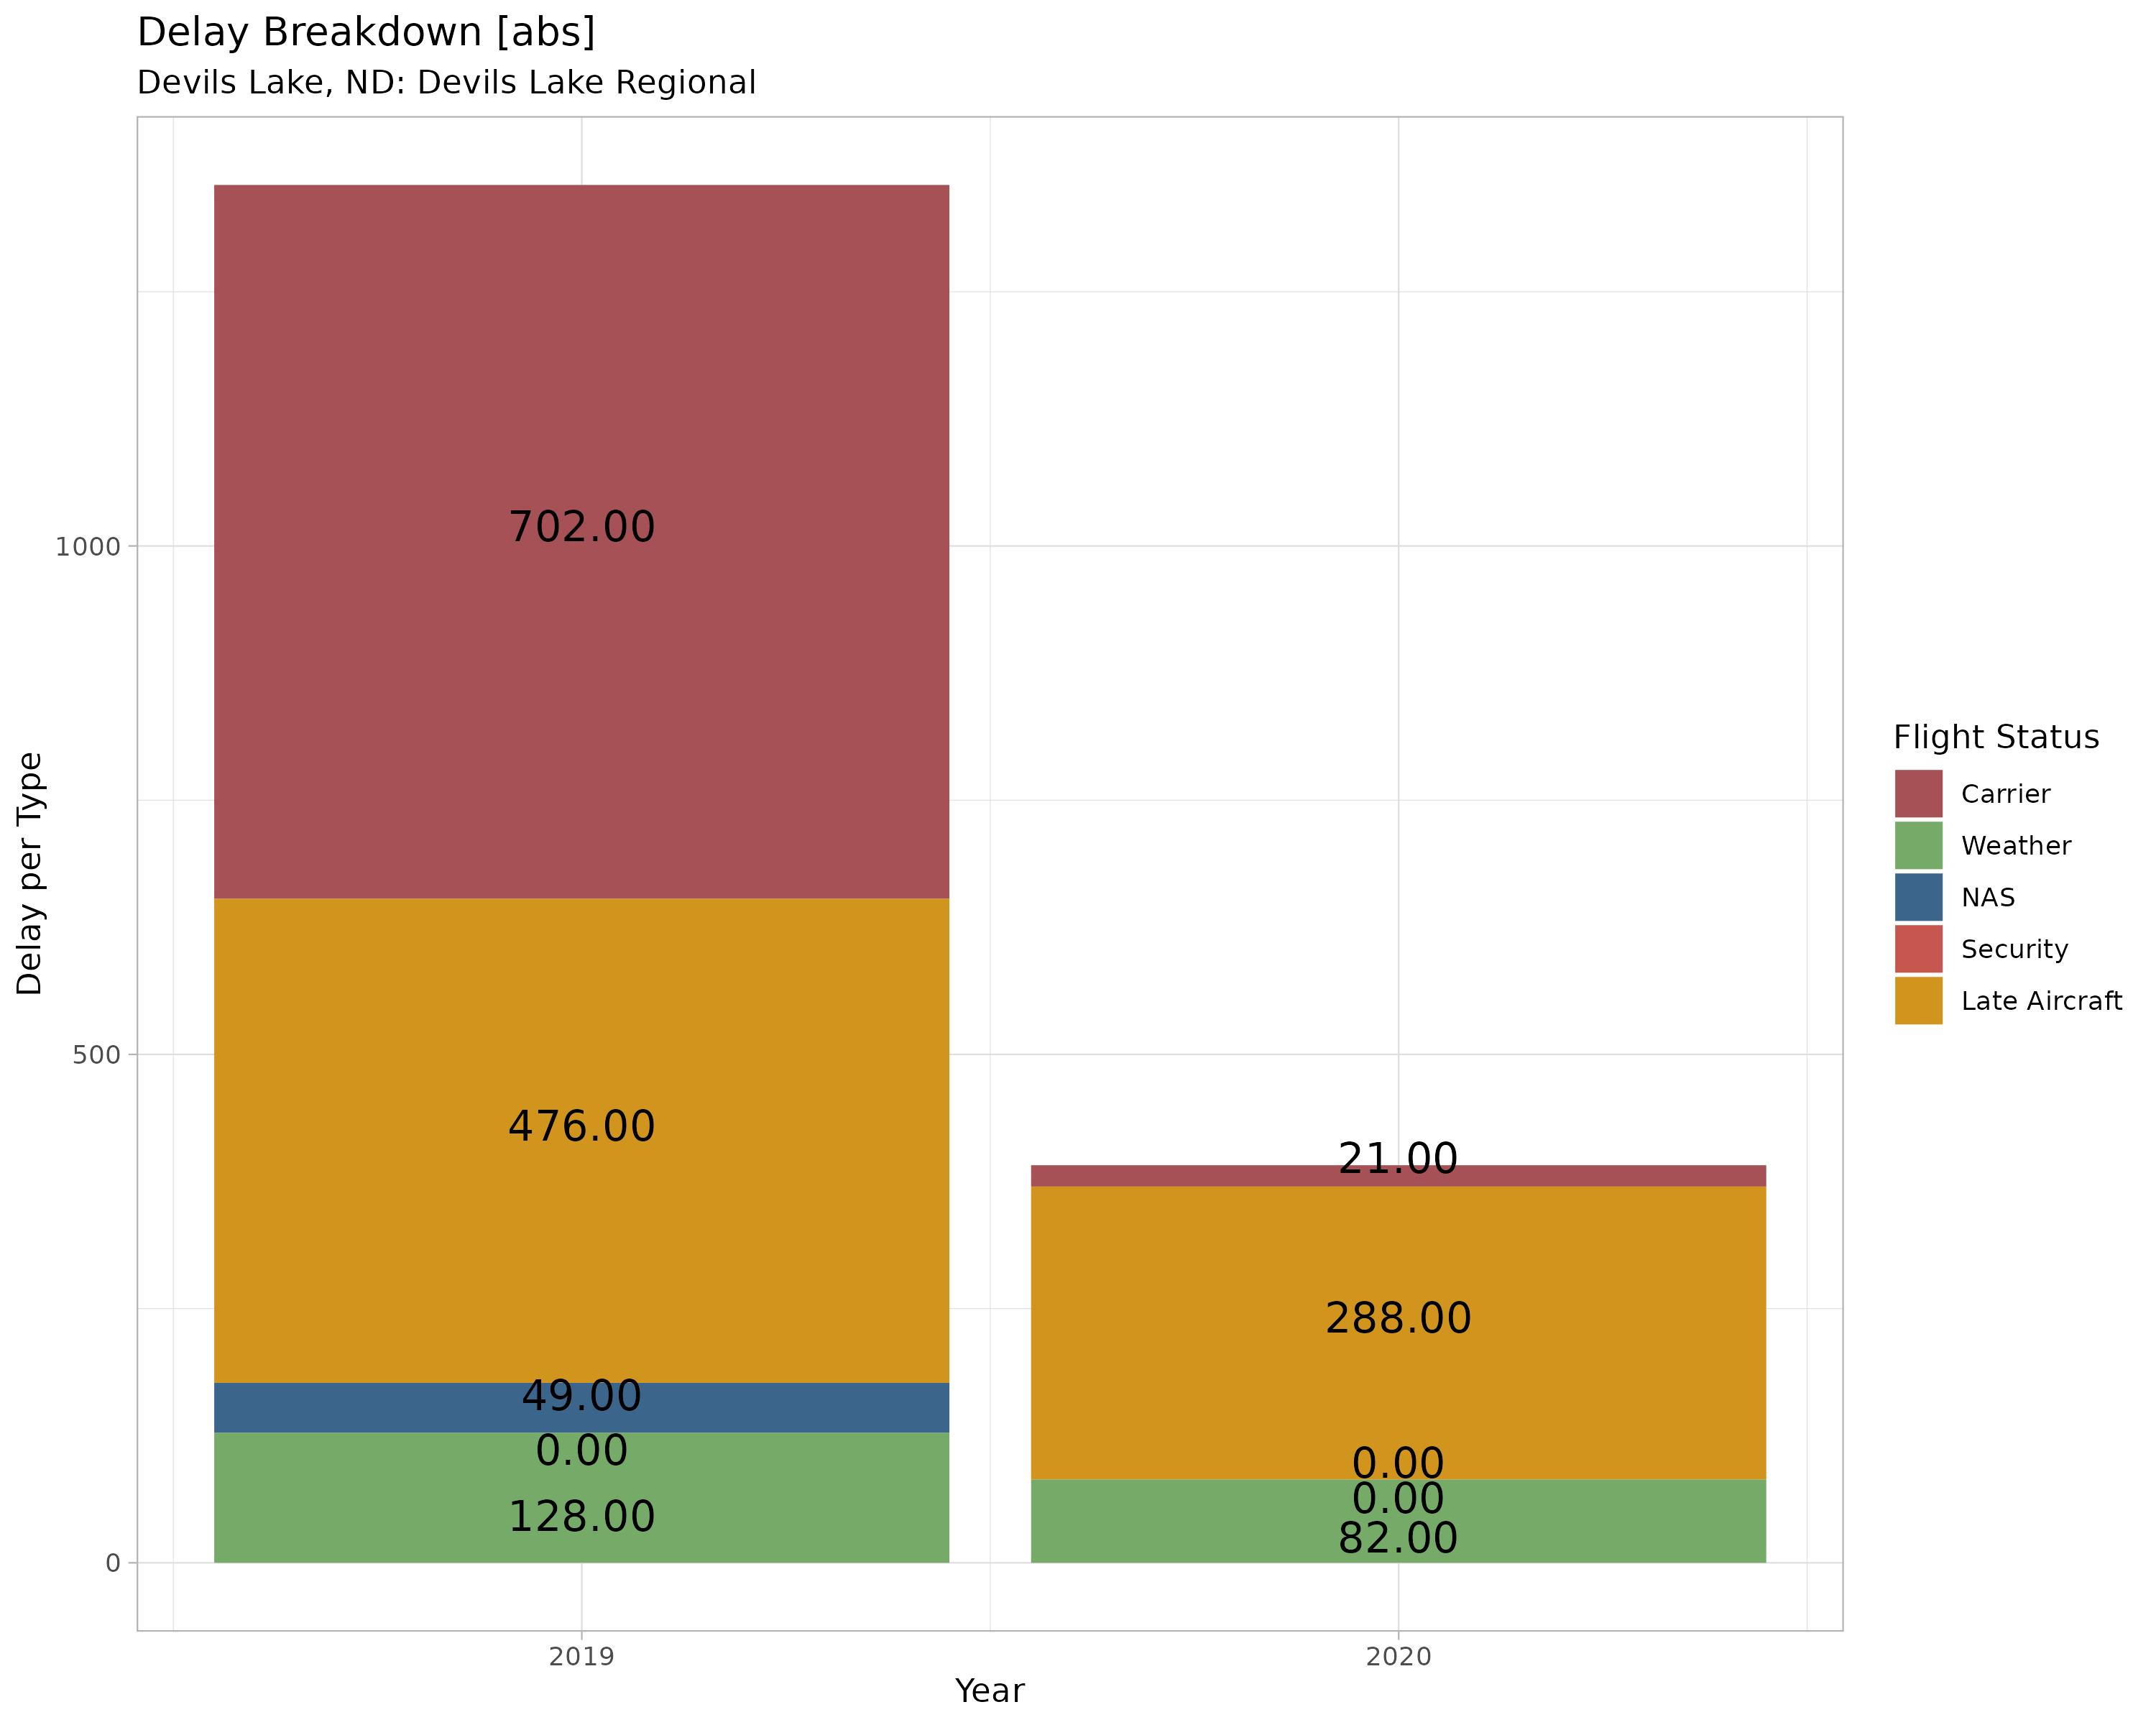 Delay Breakdown [abs]
Devils Lake, ND: Devils Lake Regional
Delay per Type
1000
500
0
702.00
476.00
49.00
0.00
128.00
21.00
288.00
0.00
0.00
82.00
2019
2020
Year
Flight Status
Carrier
Weather
NAS
Security
Late Aircraft